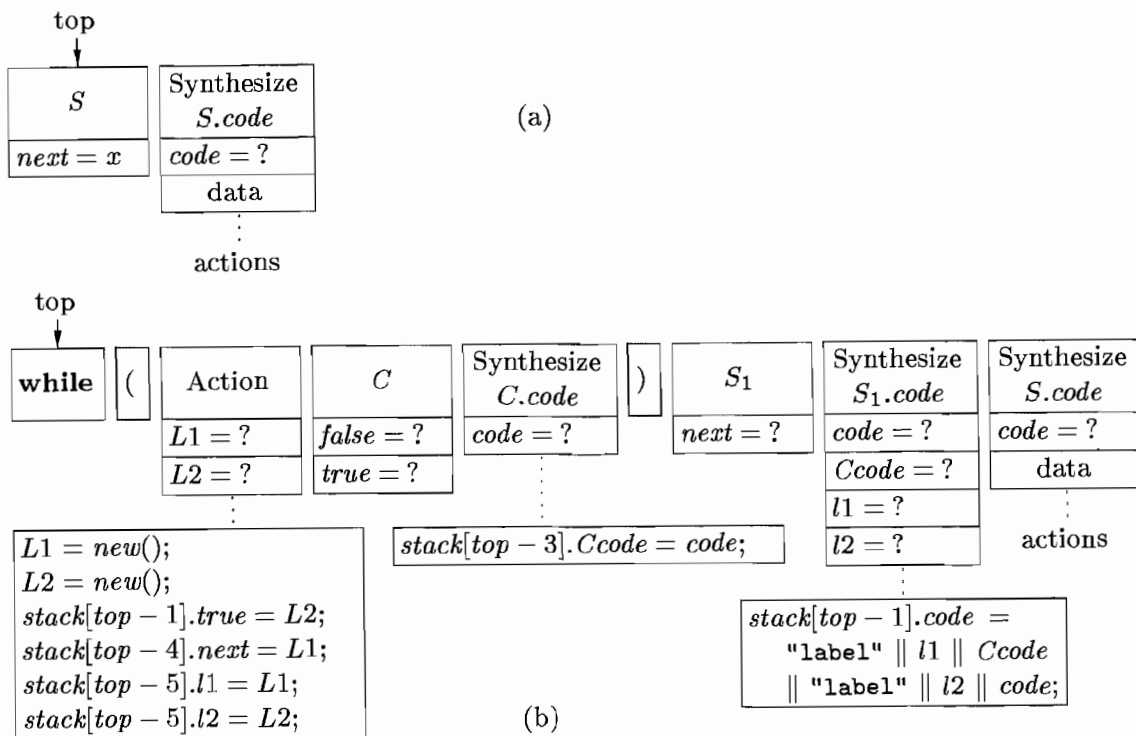 top
S Synthesize S.code
(a)
next = x code = ?
data
actions
top
while ( Action C Synthesize C.code ) S₁ Synthesize S₁.code Synthesize S.code
L1 = ? false = ? code = ? next = ? code = ? code = ?
L2 = ? true = ? Ccode = ? data
l1 = ?
l2 = ? actions
L1 = new();
L2 = new();
stack[top − 1].true = L2;
stack[top − 4].next = L1;
stack[top − 5].l1 = L1;
stack[top − 5].l2 = L2;
stack[top − 3].Ccode = code;
stack[top − 1].code =
"label" || l1 || Ccode
|| "label" || l2 || code;
(b)